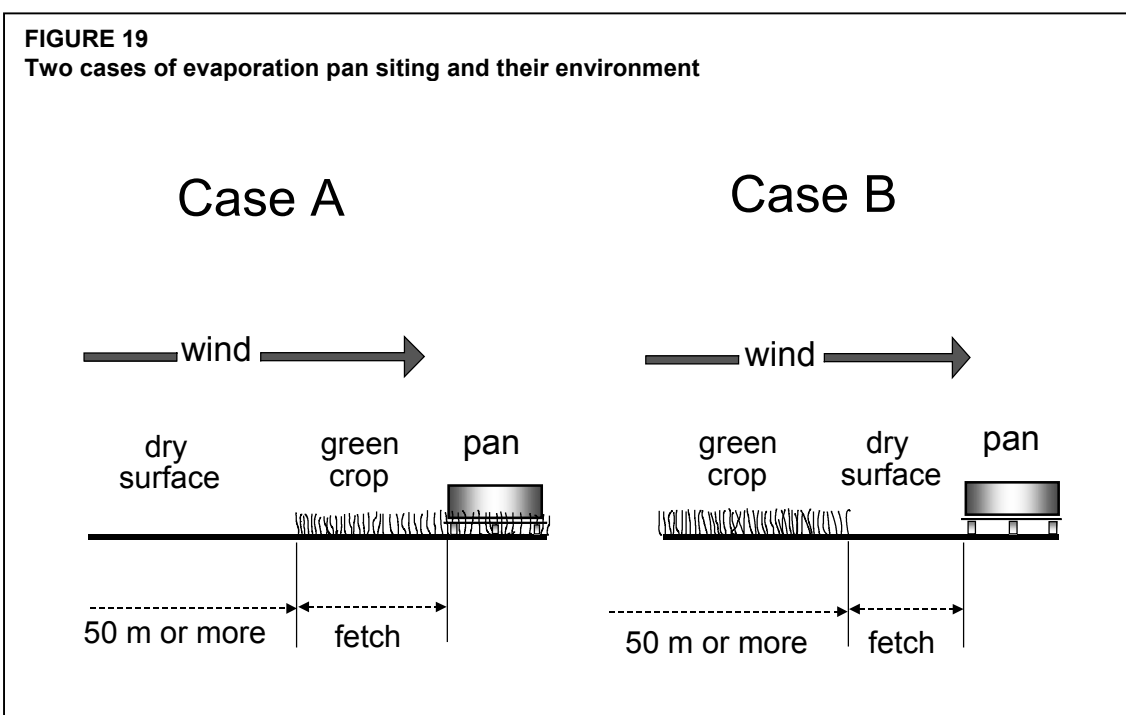 FIGURE 19
Two cases of evaporation pan siting and their environment
Case A
wind
dry
surface
green
crop
pan
50 m or more
fetch
Case B
wind
green
crop
dry
surface
pan
50 m or more
fetch